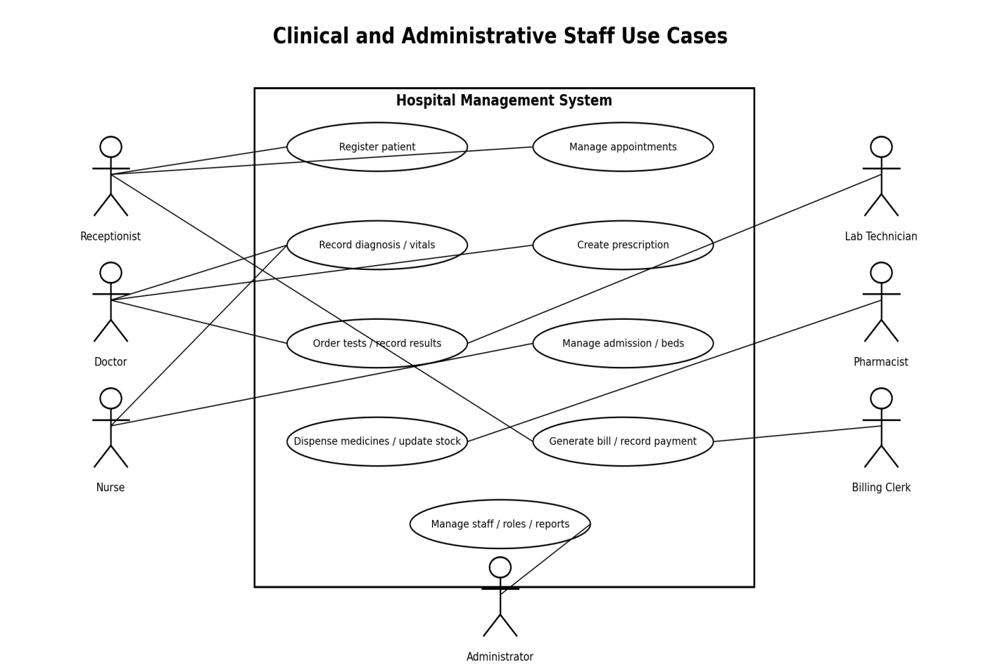 Clinical and Administrative Staff Use Cases
Hospital Management System
Register patient
Manage appointments
Receptionist
Lab Technician
Record diagnosis / vitals
Create prescription
Doctor
Pharmacist
Order tests / record results
Manage admission / beds
Nurse
Billing Clerk
Dispense medicines / update stock
Generate bill / record payment
Manage staff / roles / reports
Administrator